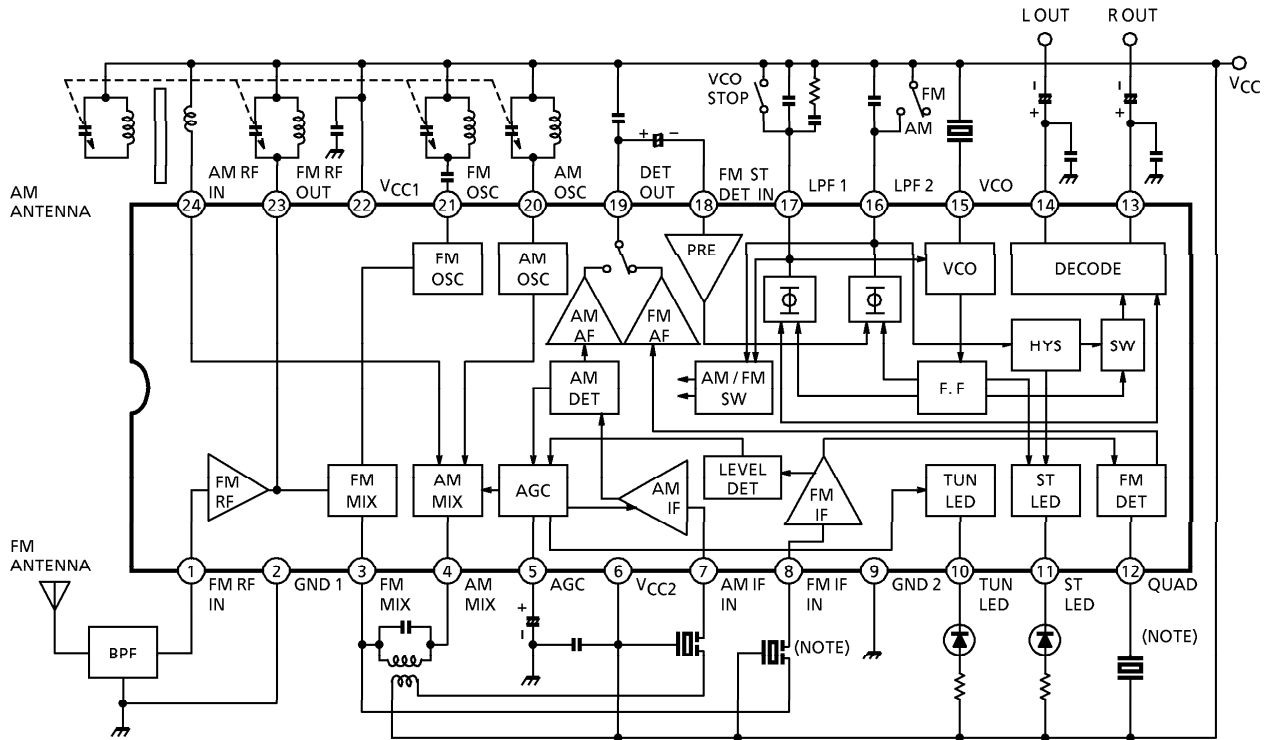 L OUT
R OUT
VCC
VCO
STOP
FM
AM
AM
ANTENNA
AM RF
IN
FM RF
OUT
VCC1
FM
OSC
AM
OSC
DET
OUT
+
−
FM ST
DET IN
LPF 1
LPF 2
VCO
−
+
−
+
24
23
22
21
20
19
18
17
16
15
14
13
FM
OSC
AM
OSC
PRE
VCO
DECODE
AM
AF
FM
AF
HYS
SW
AM
DET
AM / FM
SW
F. F
FM
RF
FM
MIX
AM
MIX
AGC
AM
IF
LEVEL
DET
FM
IF
TUN
LED
ST
LED
FM
DET
FM
ANTENNA
1
2
3
4
5
6
7
8
9
10
11
12
FM RF
IN
GND 1
FM
MIX
AM
MIX
AGC
VCC2
AM IF
IN
FM IF
IN
GND 2
TUN
LED
ST
LED
QUAD
+
−
BPF
(NOTE)
(NOTE)